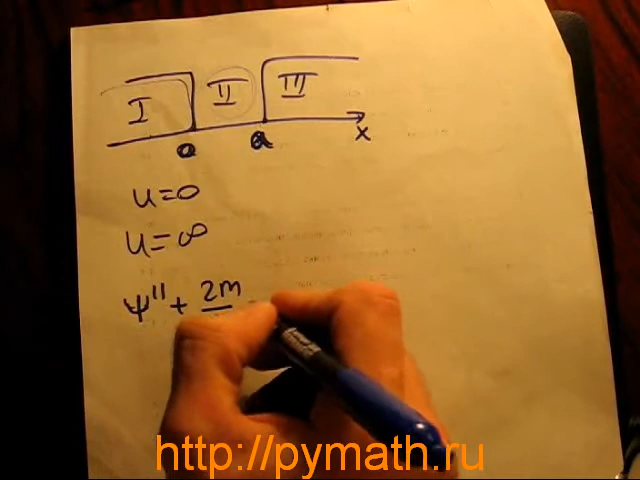 I II III
0 a x
u=0
u=∞
ψ'' + 2m
http://pymath.ru